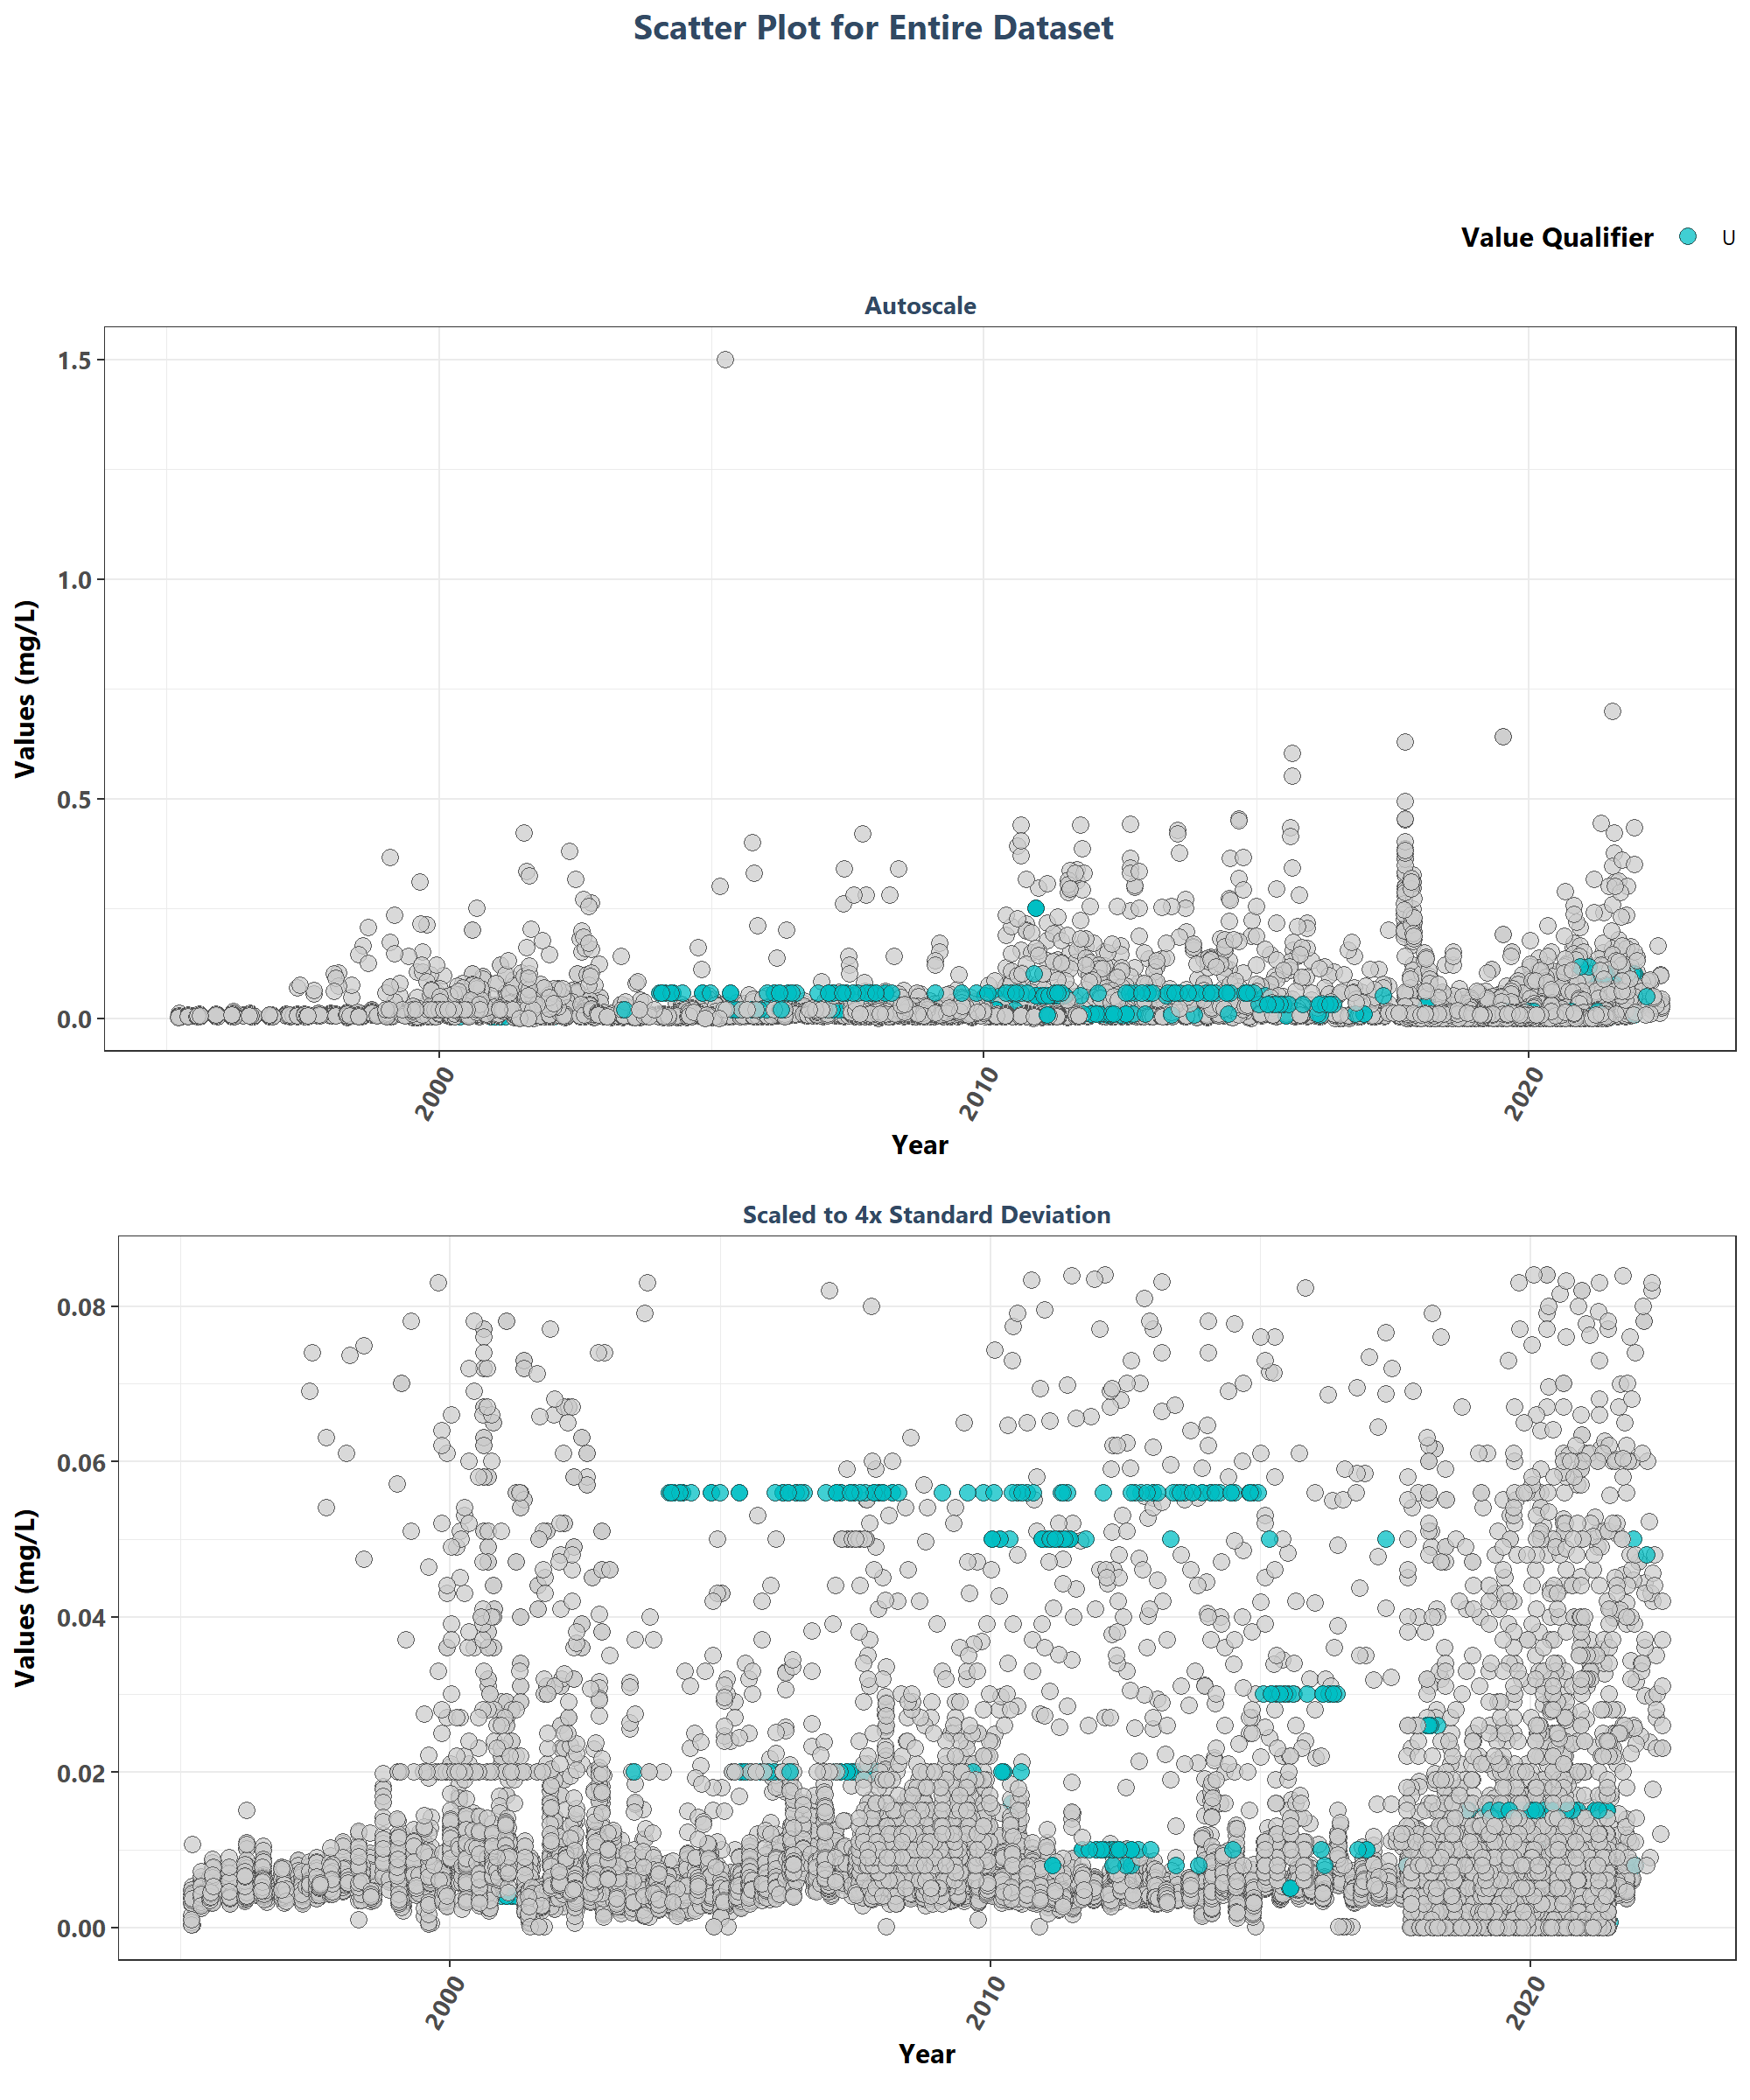 Scatter Plot for Entire Dataset
Value Qualifier U
Autoscale
1.5
1.0
0.5
0.0
Values (mg/L)
2000 2010 2020
Year
Scaled to 4x Standard Deviation
0.08
0.06
0.04
0.02
0.00
Values (mg/L)
2000 2010 2020
Year